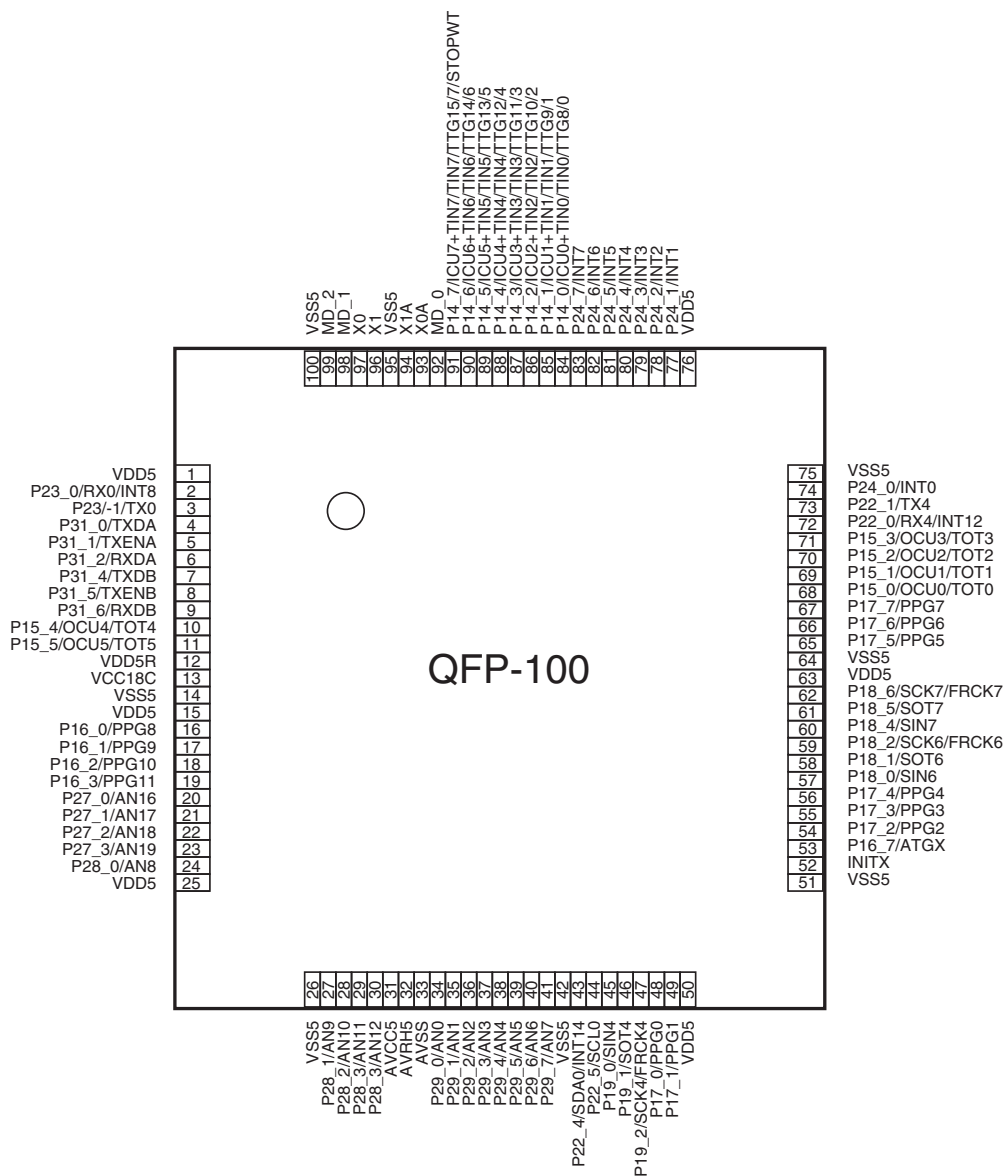 P14_7/ICU7+TIN7/TIN7/TTG15/7/STOPWT
P14_6/ICU6+TIN6/TIN6/TTG14/6
P14_5/ICU5+TIN5/TIN5/TTG13/5
P14_4/ICU4+TIN4/TIN4/TTG12/4
P14_3/ICU3+TIN3/TIN3/TTG11/3
P14_2/ICU2+TIN2/TIN2/TTG10/2
P14_1/ICU1+TIN1/TIN1/TTG9/1
P14_0/ICU0+TIN0/TIN0/TTG8/0
VSS5
MD_2
MD_1
X0
X1
VSS5
X1A
X0A
MD_0
P24_7/INT7
P24_6/INT6
P24_5/INT5
P24_4/INT4
P24_3/INT3
P24_2/INT2
P24_1/INT1
VDD5
100 99 98 97 96 95 94 93 92 91 90 89 88 87 86 85 84 83 82 81 80 79 78 77 76
VDD5 1
P23_0/RX0/INT8 2
P23/-1/TX0 3
P31_0/TXDA 4
P31_1/TXENA 5
P31_2/RXDA 6
P31_4/TXDB 7
P31_5/TXENB 8
P31_6/RXDB 9
P15_4/OCU4/TOT4 10
P15_5/OCU5/TOT5 11
VDD5R 12
VCC18C 13
VSS5 14
VDD5 15
P16_0/PPG8 16
P16_1/PPG9 17
P16_2/PPG10 18
P16_3/PPG11 19
P27_0/AN16 20
P27_1/AN17 21
P27_2/AN18 22
P27_3/AN19 23
P28_0/AN8 24
VDD5 25
QFP-100
75 VSS5
74 P24_0/INT0
73 P22_1/TX4
72 P22_0/RX4/INT12
71 P15_3/OCU3/TOT3
70 P15_2/OCU2/TOT2
69 P15_1/OCU1/TOT1
68 P15_0/OCU0/TOT0
67 P17_7/PPG7
66 P17_6/PPG6
65 P17_5/PPG5
64 VSS5
63 VDD5
62 P18_6/SCK7/FRCK7
61 P18_5/SOT7
60 P18_4/SIN7
59 P18_2/SCK6/FRCK6
58 P18_1/SOT6
57 P18_0/SIN6
56 P17_4/PPG4
55 P17_3/PPG3
54 P17_2/PPG2
53 P16_7/ATGX
52 INITX
51 VSS5
26 27 28 29 30 31 32 33 34 35 36 37 38 39 40 41 42 43 44 45 46 47 48 49 50
VSS5
P28_1/AN9
P28_2/AN10
P28_3/AN11
P28_3/AN12
AVCC5
AVRH5
AVSS
P29_0/AN0
P29_1/AN1
P29_2/AN2
P29_3/AN3
P29_4/AN4
P29_5/AN5
P29_6/AN6
P29_7/AN7
VSS5
P22_4/SDA0/INT14
P22_5/SCL0
P19_0/SIN4
P19_1/SOT4
P19_2/SCK4/FRCK4
P17_0/PPG0
P17_1/PPG1
VDD5